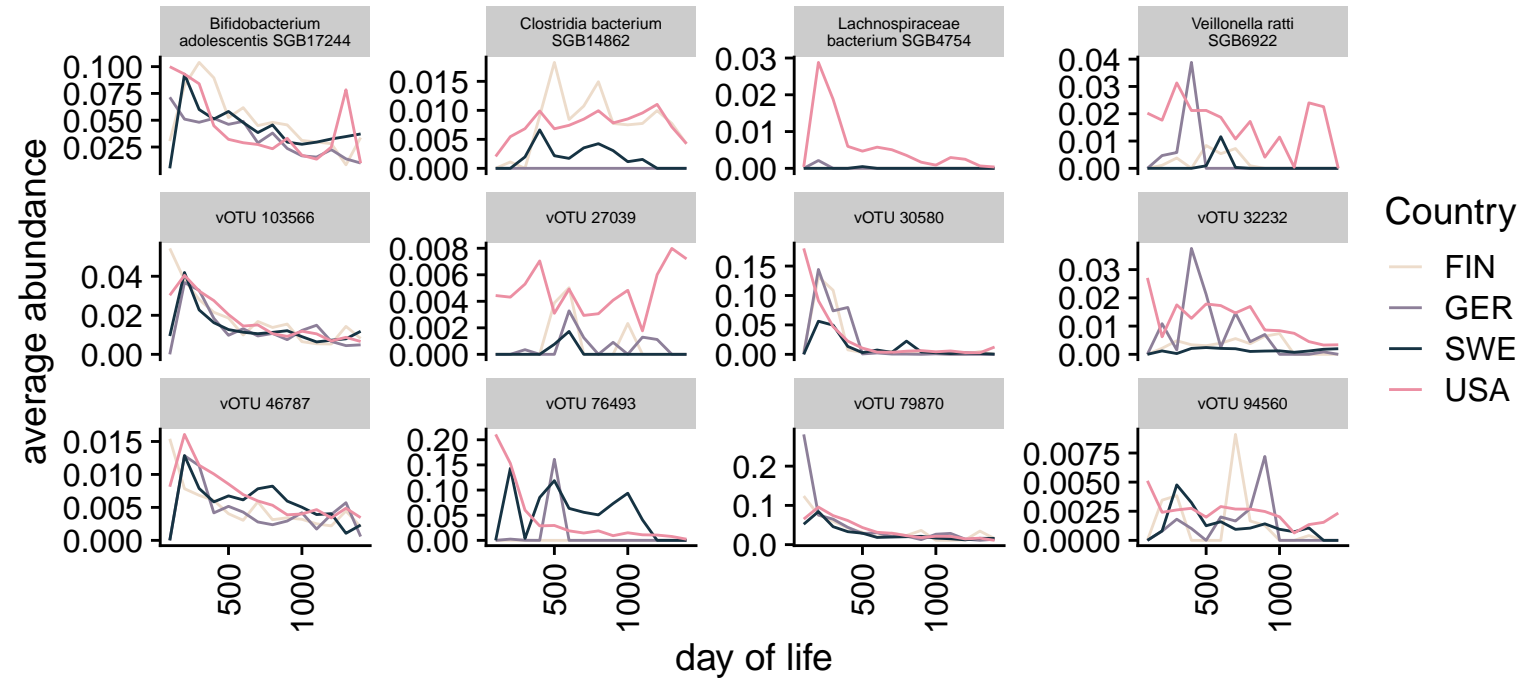 Bifidobacterium
adolescentis SGB17244
Clostridia bacterium
SGB14862
Lachnospiraceae
bacterium SGB4754
Veillonella ratti
SGB6922
0.100
0.075
0.050
0.025
0.015
0.010
0.005
0.000
0.03
0.02
0.01
0.00
0.04
0.03
0.02
0.01
0.00
vOTU 103566
vOTU 27039
vOTU 30580
vOTU 32232
0.04
0.02
0.00
0.008
0.006
0.004
0.002
0.000
0.15
0.10
0.05
0.00
0.03
0.02
0.01
0.00
vOTU 46787
vOTU 76493
vOTU 79870
vOTU 94560
0.015
0.010
0.005
0.000
0.20
0.15
0.10
0.05
0.00
0.2
0.1
0.0
0.0075
0.0050
0.0025
0.0000
500
1000
500
1000
500
1000
500
1000
average abundance
day of life
Country
FIN
GER
SWE
USA